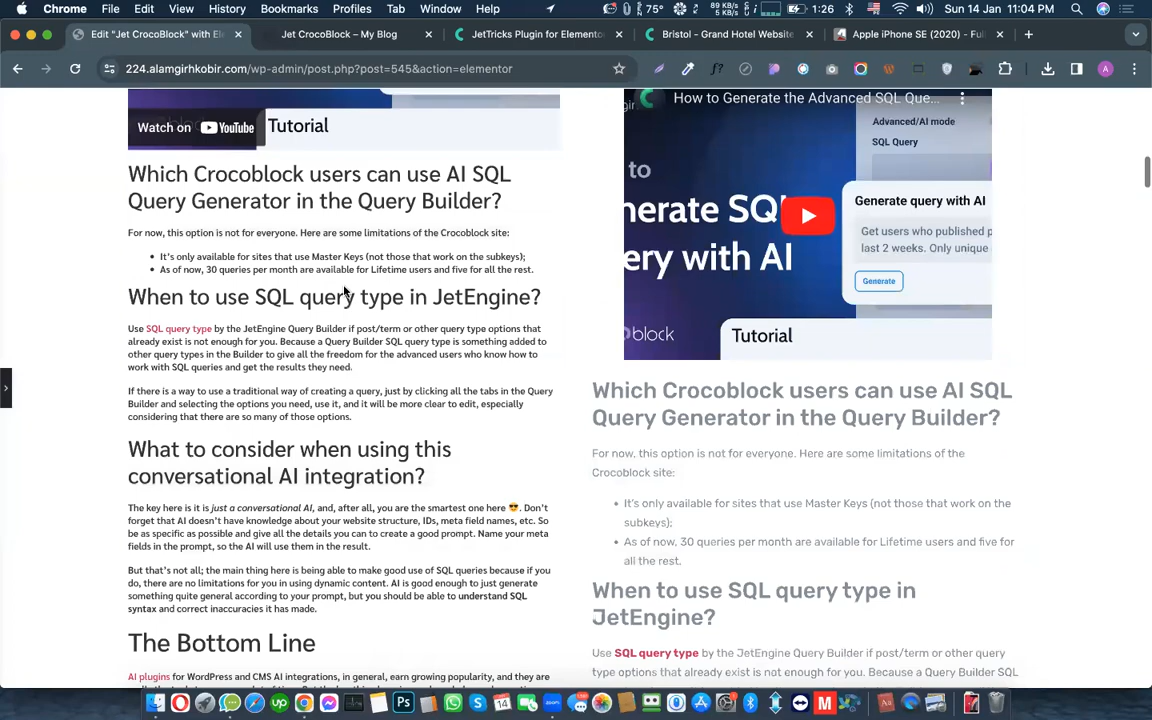 Chrome File Edit View History Bookmarks Profiles Tab Window Help 75° 89 KB/s 5 KB/s 1:26 Sun 14 Jan 11:04 PM
Edit "Jet CrocoBlock" with Ele
Jet CrocoBlock – My Blog
JetTricks Plugin for Elemento
Bristol - Grand Hotel Website
Apple iPhone SE (2020) - Full
224.alamgirhkobir.com/wp-admin/post.php?post=545&action=elementor
Watch on YouTube
Tutorial
Which Crocoblock users can use AI SQL
Query Generator in the Query Builder?
For now, this option is not for everyone. Here are some limitations of the Crocoblock site:
• It's only available for sites that use Master Keys (not those that work on the subkeys);
• As of now, 30 queries per month are available for Lifetime users and five for all the rest.
When to use SQL query type in JetEngine?
Use SQL query type by the JetEngine Query Builder if post/term or other query type options that
already exist is not enough for you. Because a Query Builder SQL query type is something added to
other query types in the Builder to give all the freedom for the advanced users who know how to
work with SQL queries and get the results they need.
If there is a way to use a traditional way of creating a query, just by clicking all the tabs in the Query
Builder and selecting the options you need, use it, and it will be more clear to edit, especially
considering that there are so many of those options.
What to consider when using this
conversational AI integration?
The key here is it is just a conversational AI, and, after all, you are the smartest one here 😎. Don't
forget that AI doesn't have knowledge about your website structure, IDs, meta field names, etc. So
be as specific as possible and give all the details you can to create a good prompt. Name your meta
fields in the prompt, so the AI will use them in the result.
But that's not all; the main thing here is being able to make good use of SQL queries because if you
do, there are no limitations for you in using dynamic content. AI is good enough to just generate
something quite general according to your prompt, but you should be able to understand SQL
syntax and correct inaccuracies it has made.
The Bottom Line
AI plugins for WordPress and CMS AI integrations, in general, earn growing popularity, and they are
How to Generate the Advanced SQL Que...
Advanced/AI mode
SQL Query
to
nerate SQL
ery with AI
Generate query with AI
Get users who published p
last 2 weeks. Only unique
Generate
block
Tutorial
Which Crocoblock users can use AI SQL
Query Generator in the Query Builder?
For now, this option is not for everyone. Here are some limitations of the
Crocoblock site:
• It's only available for sites that use Master Keys (not those that work on the
subkeys);
• As of now, 30 queries per month are available for Lifetime users and five for
all the rest.
When to use SQL query type in
JetEngine?
Use SQL query type by the JetEngine Query Builder if post/term or other query
type options that already exist is not enough for you. Because a Query Builder SQL